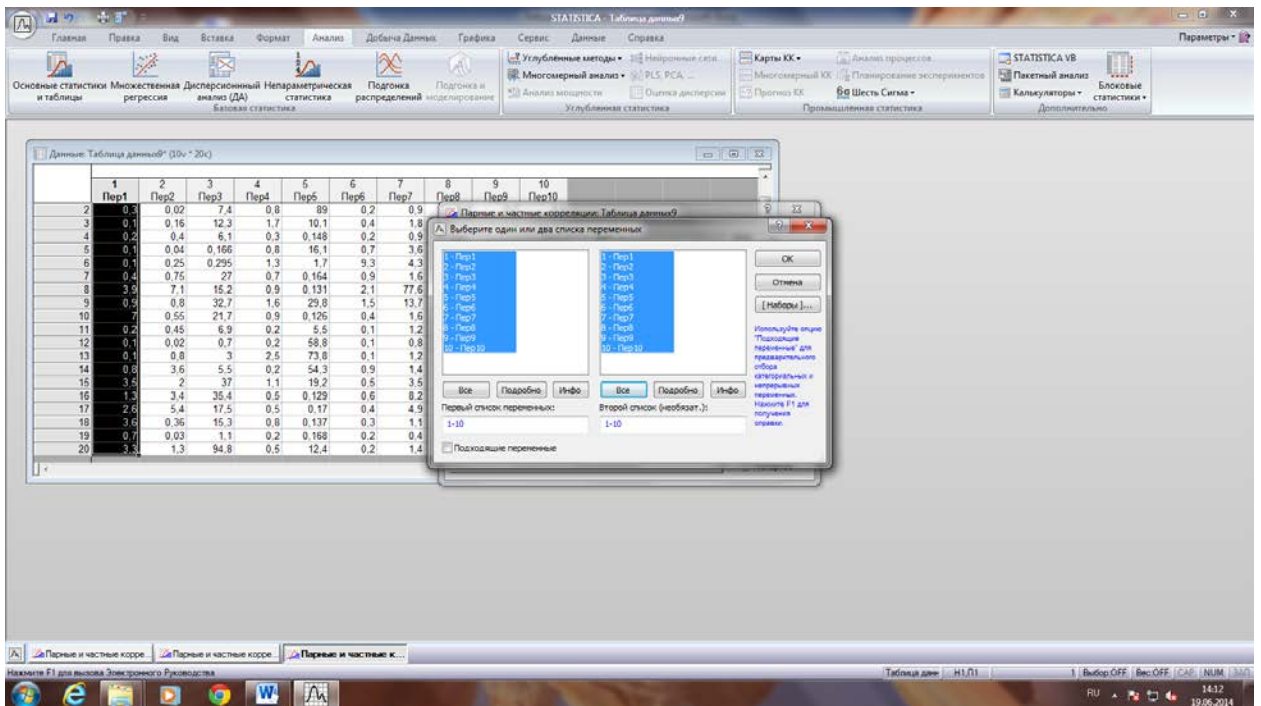 STATISTICA - Таблица данных9
Главная Правка Вид Вставка Формат Анализ Добыча Данных Графика Сервис Данные Справка Параметры
Основные статистики и таблицы
Множественная регрессия
Дисперсионный анализ (ДА)
Непараметрическая статистика
Подгонка распределений
Подгонка и моделирование
Базовая статистика
Углублённые методы
Многомерный анализ
Анализ мощности
Нейронные сети
PLS, PCA, ...
Оценка дисперсии
Углубленная статистика
Карты КК
Многомерный КК
Прогноз КК
Анализ процессов
Планирование экспериментов
Шесть Сигма
Промышленная статистика
STATISTICA VB
Пакетный анализ
Калькуляторы
Блоковые статистики
Дополнительно
Данные: Таблица данных9* (10v * 20c)
1 2 3 4 5 6 7 8 9 10
Пер1 Пер2 Пер3 Пер4 Пер5 Пер6 Пер7 Пер8 Пер9 Пер10
2 0,3 0,02 7,4 0,8 89 0,2 0,9
3 0,1 0,16 12,3 1,7 10,1 0,4 1,8
4 0,2 0,4 6,1 0,3 0,148 0,2 0,9
5 0,1 0,04 0,166 0,8 16,1 0,7 3,6
6 0,1 0,25 0,295 1,3 1,7 9,3 4,3
7 0,4 0,75 27 0,7 0,164 0,9 1,6
8 3,9 7,1 15,2 0,9 0,131 2,1 77,6
9 0,9 0,8 32,7 1,6 29,8 1,5 13,7
10 7 0,55 21,7 0,9 0,126 0,4 1,6
11 0,2 0,45 6,9 0,2 5,5 0,1 1,2
12 0,1 0,02 0,7 0,2 58,8 0,1 0,8
13 0,1 0,8 3 2,5 73,8 0,1 1,2
14 0,8 3,6 5,5 0,2 54,3 0,9 1,4
15 3,5 2 37 1,1 19,2 0,5 3,5
16 1,3 3,4 35,4 0,5 0,129 0,6 8,2
17 2,6 5,4 17,5 0,5 0,17 0,4 4,9
18 3,6 0,36 15,3 0,8 0,137 0,3 1,1
19 0,7 0,03 1,1 0,2 0,168 0,2 0,4
20 3,3 1,3 94,8 0,5 12,4 0,2 1,4
Парные и частные корреляции: Таблица данных9
Выберите один или два списка переменных
1 - Пер1 1 - Пер1
2 - Пер2 2 - Пер2
3 - Пер3 3 - Пер3
4 - Пер4 4 - Пер4
5 - Пер5 5 - Пер5
6 - Пер6 6 - Пер6
7 - Пер7 7 - Пер7
8 - Пер8 8 - Пер8
9 - Пер9 9 - Пер9
10 - Пер10 10 - Пер10
OK
Отмена
[Наборы]...
Используйте опцию
"Подходящие
переменные" для
предварительного
отбора
категориальных и
непрерывных
переменных.
Нажмите F1 для
получения
справки.
Все Подробно Инфо Все Подробно Инфо
Первый список переменных: Второй список (необязат.):
1-10 1-10
Подходящие переменные
Парные и частные корре... Парные и частные корре... Парные и частные к...
Нажмите F1 для вызова Электронного Руководства Таблица данн H1,П1 1 Выбор:OFF Вес:OFF CAP NUM ЗАП
RU 14:12
19.06.2014